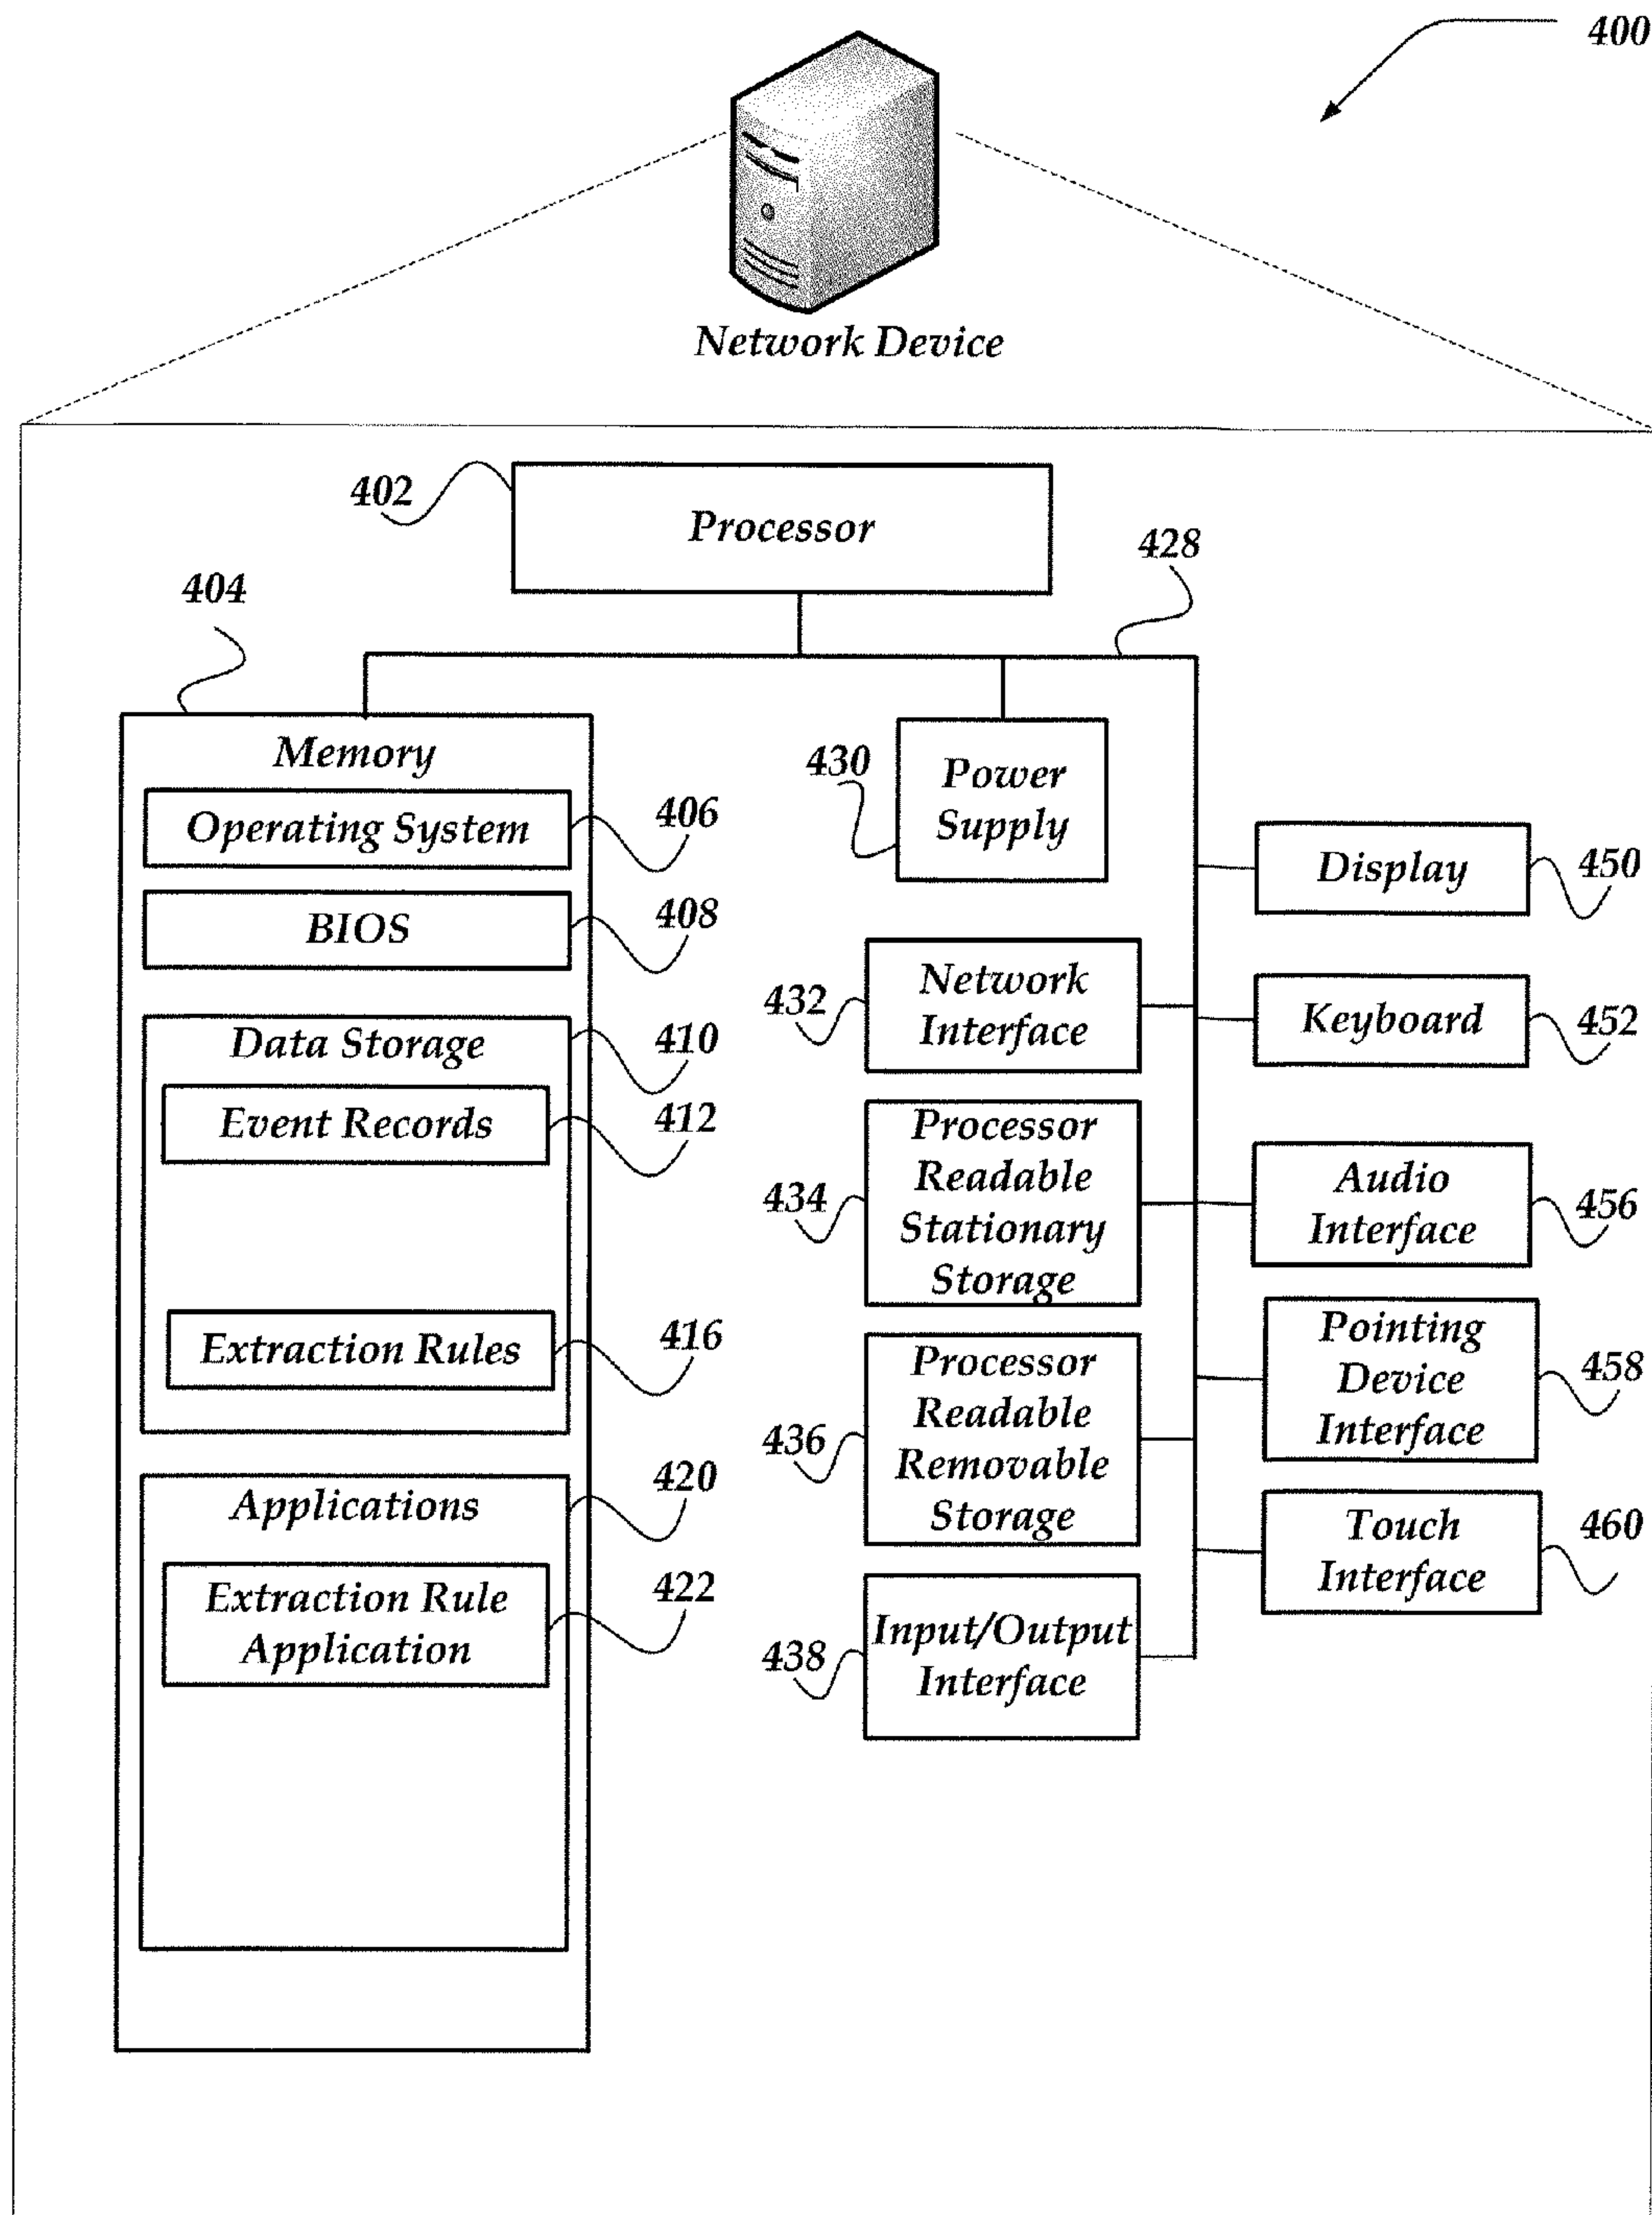 400
Network Device
402
Processor
428
404
Memory
Operating System
406
BIOS
408
Data Storage
410
Event Records
412
Extraction Rules
416
Applications
420
Extraction Rule
Application
422
430
Power
Supply
432
Network
Interface
434
Processor
Readable
Stationary
Storage
436
Processor
Readable
Removable
Storage
438
Input/Output
Interface
Display
450
Keyboard
452
Audio
Interface
456
Pointing
Device
Interface
458
Touch
Interface
460